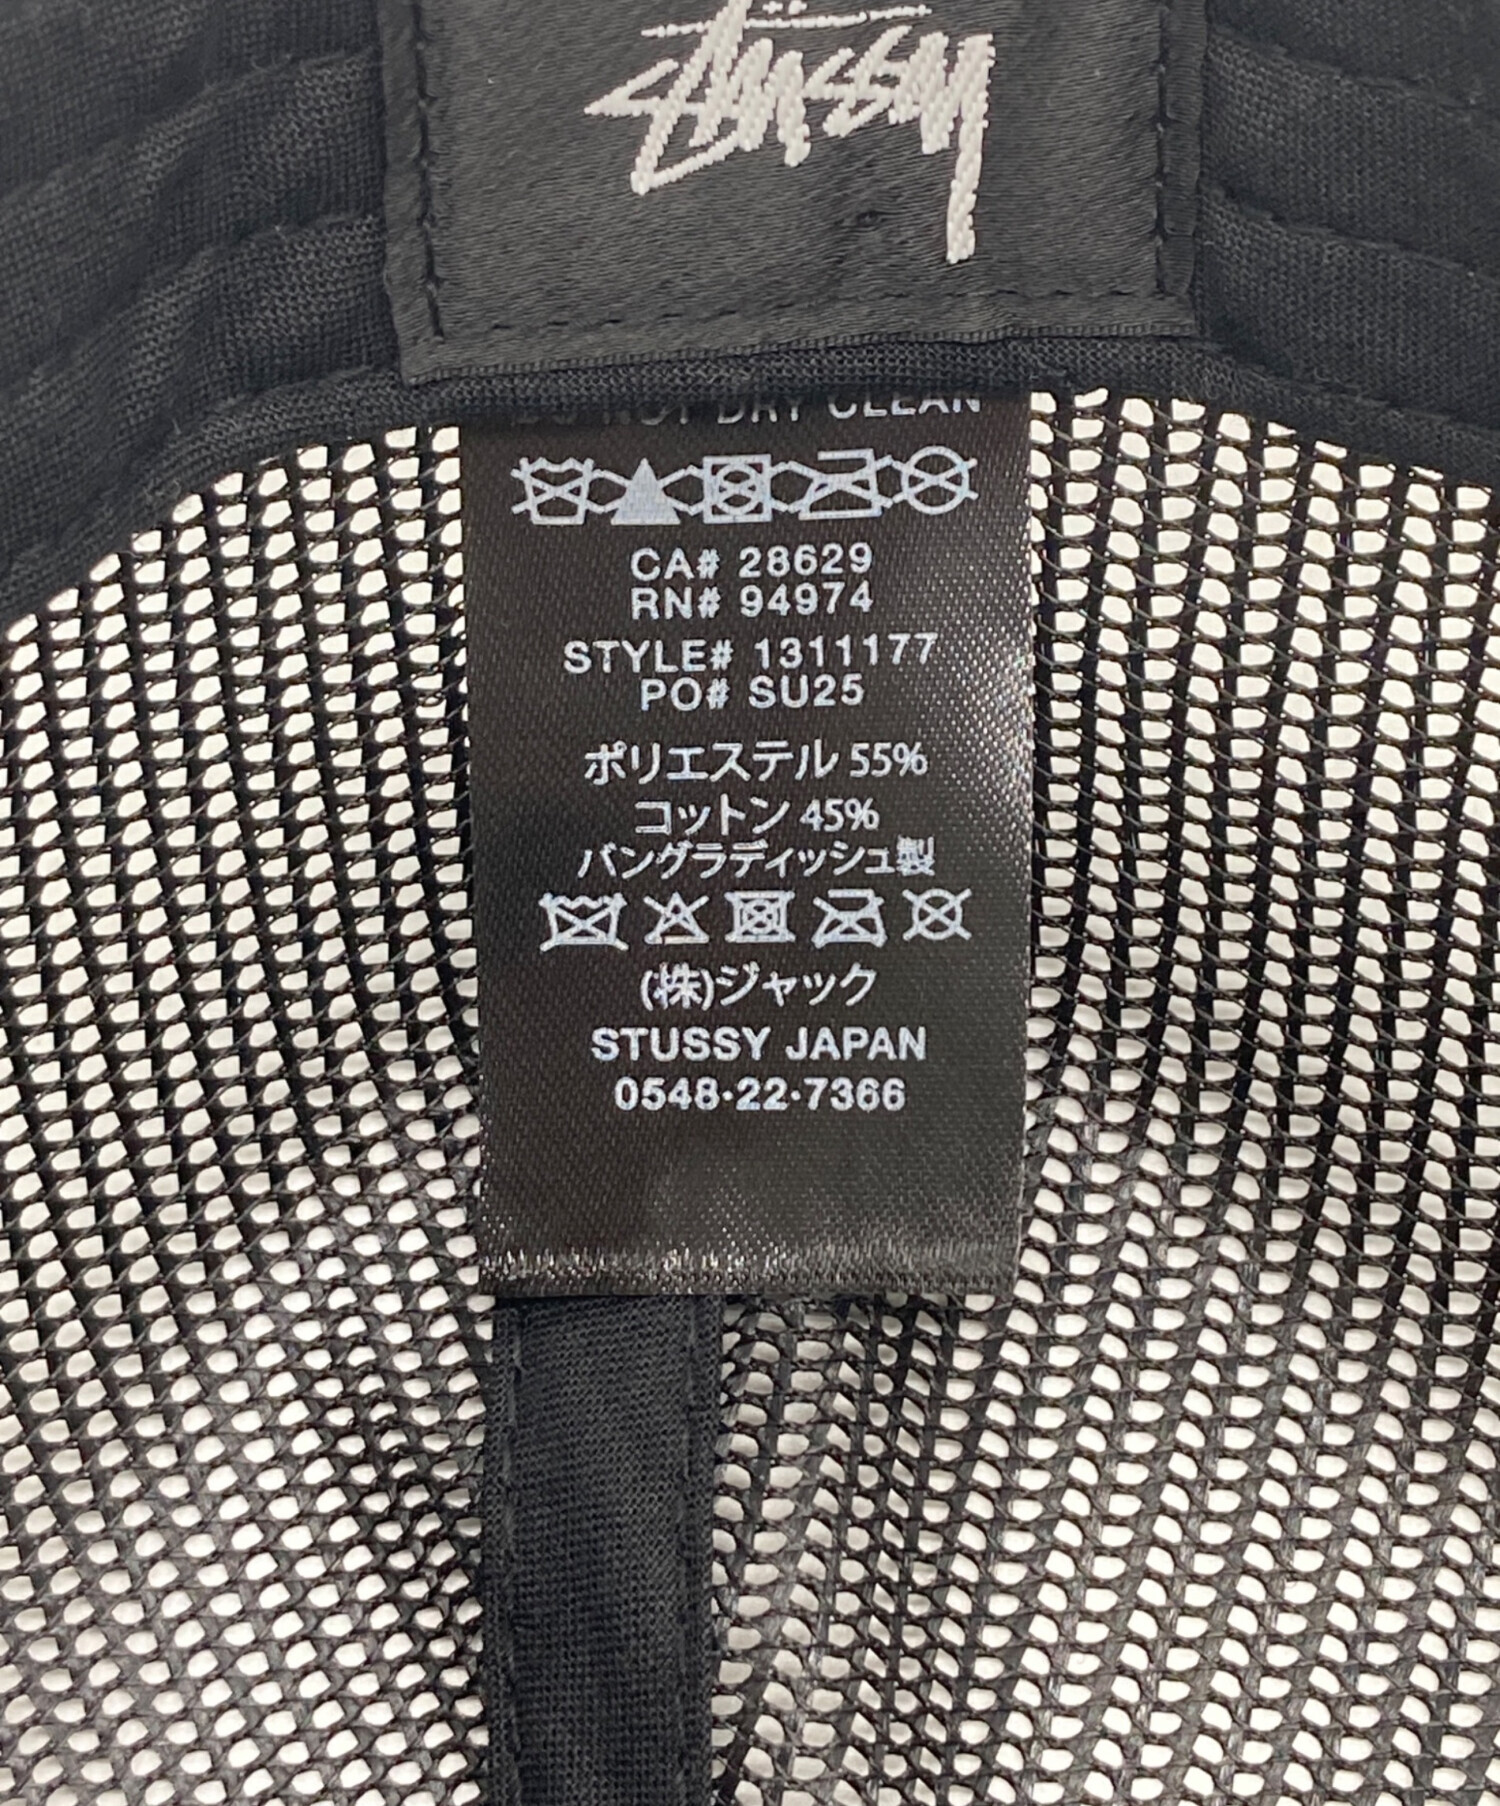 STÜSSY
DO NOT DRY CLEAN
CA# 28629
RN# 94974
STYLE# 1311177
PO# SU25
ポリエステル 55%
コットン 45%
バングラディッシュ製
(株)ジャック
STUSSY JAPAN
0548·22·7366